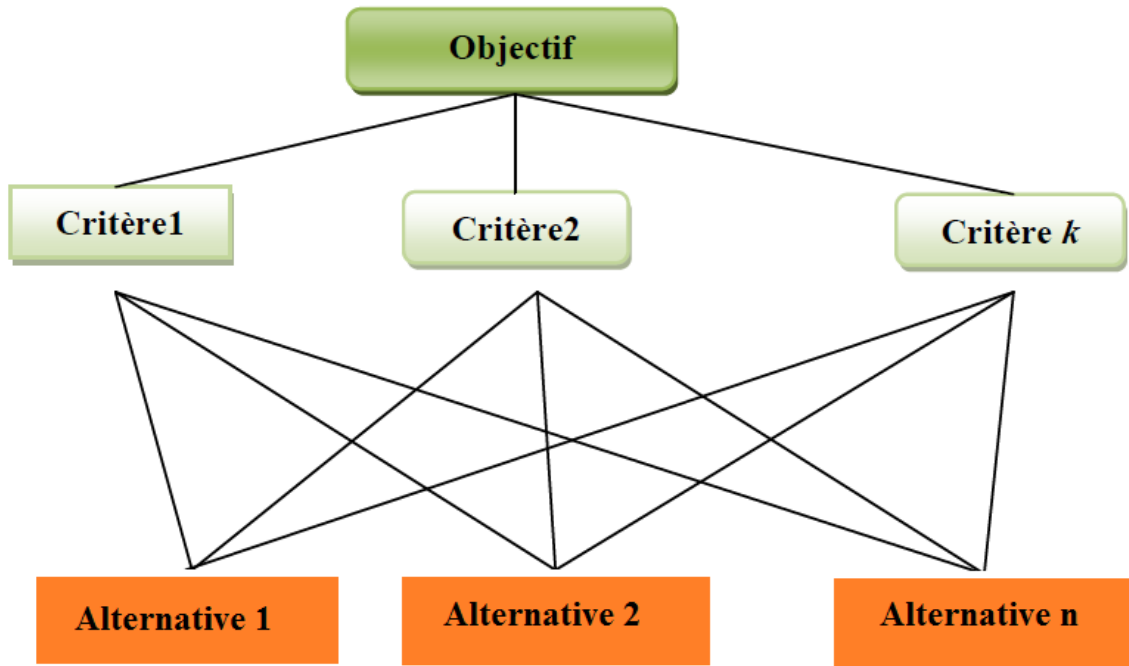 Objectif
Critère1
Critère2
Critère k
Alternative 1
Alternative 2
Alternative n